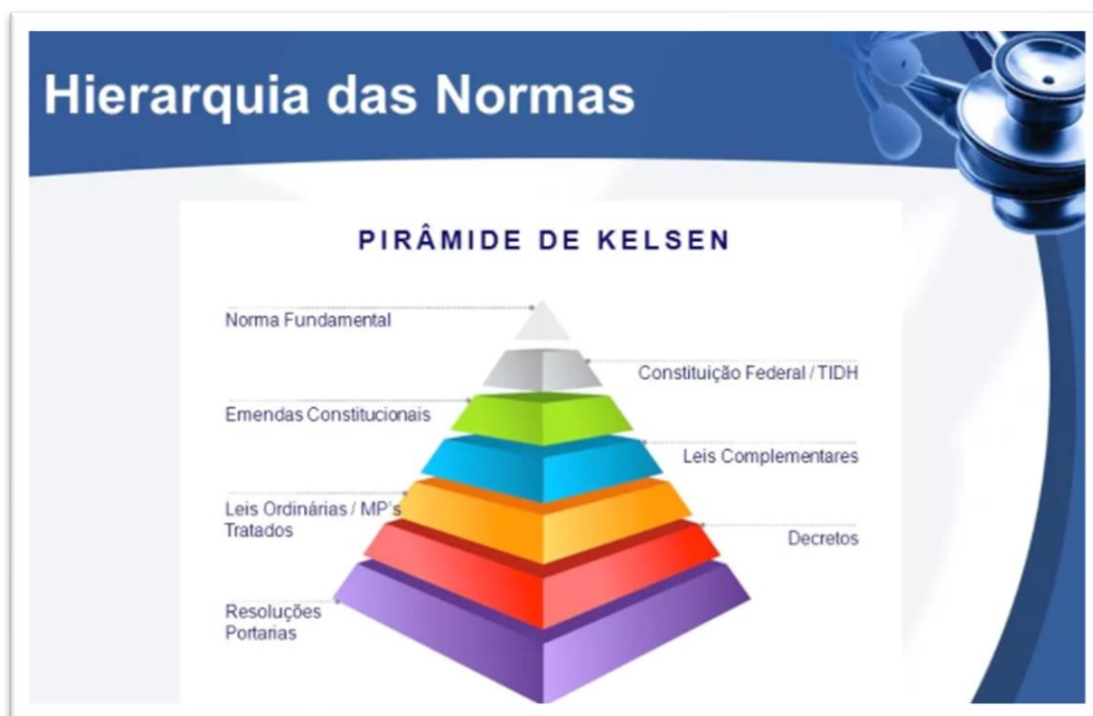 Hierarquia das Normas
PIRÂMIDE DE KELSEN
Norma Fundamental
Constituição Federal / TIDH
Emendas Constitucionais
Leis Complementares
Leis Ordinárias / MP's
Tratados
Decretos
Resoluções
Portarias